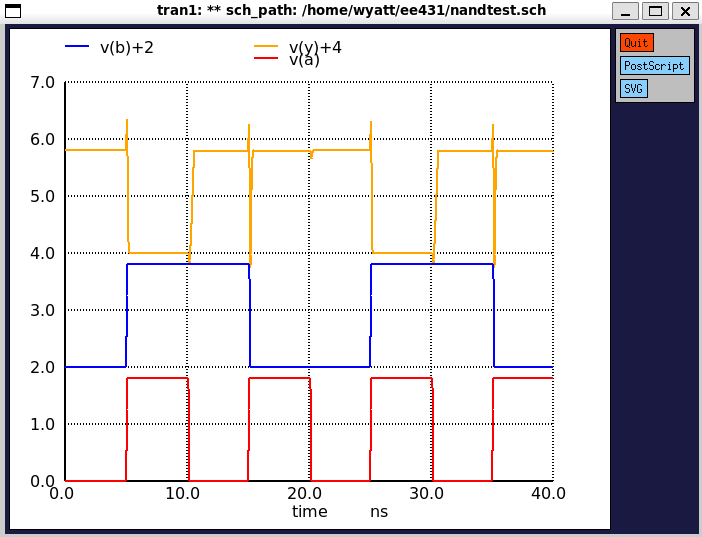 tran1: ** sch_path: /home/wyatt/ee431/nandtest.sch
Quit
PostScript
SVG
v(b)+2
v(y)+4
v(a)
7.0
6.0
5.0
4.0
3.0
2.0
1.0
0.0
0.0 10.0 20.0 30.0 40.0
time ns